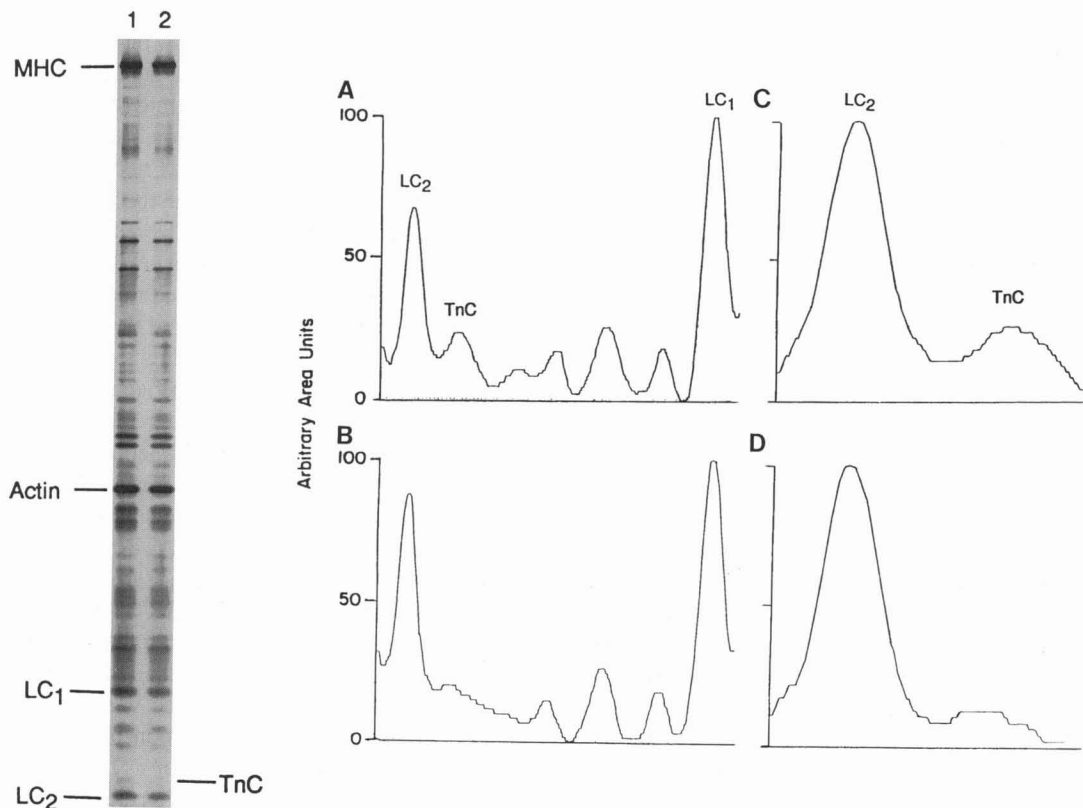 1 2
MHC
Actin
LC1
TnC
LC2
A
LC1
C
LC2
100
LC2
50
TnC
TnC
0
Arbitrary Area Units
B
D
100
50
0